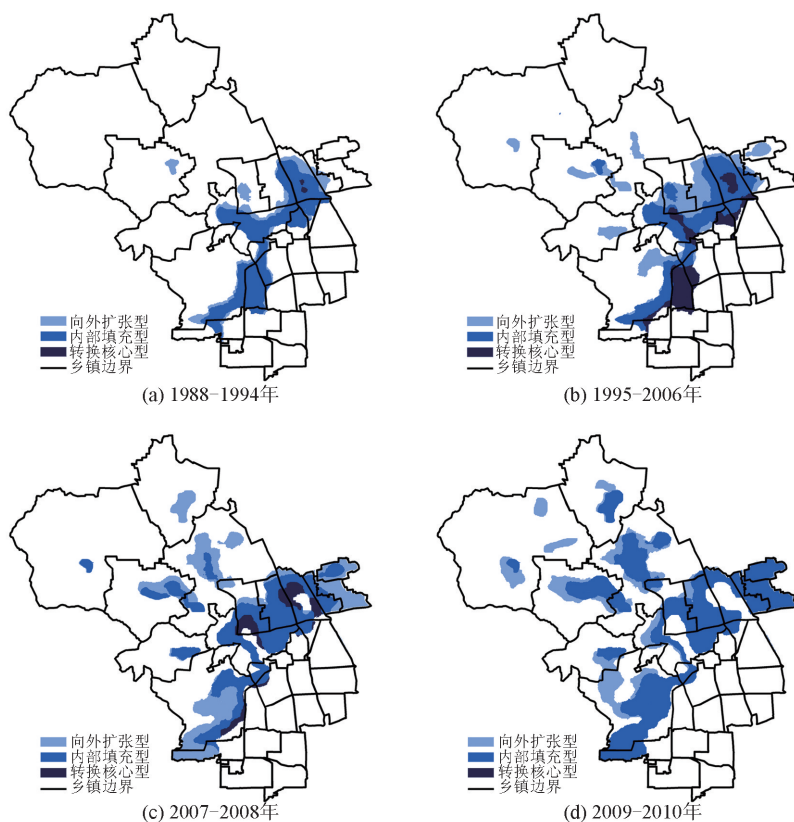 向外扩张型
内部填充型
转换核心型
乡镇边界
(a) 1988-1994年
向外扩张型
内部填充型
转换核心型
乡镇边界
(b) 1995-2006年
向外扩张型
内部填充型
转换核心型
乡镇边界
(c) 2007-2008年
向外扩张型
内部填充型
转换核心型
乡镇边界
(d) 2009-2010年